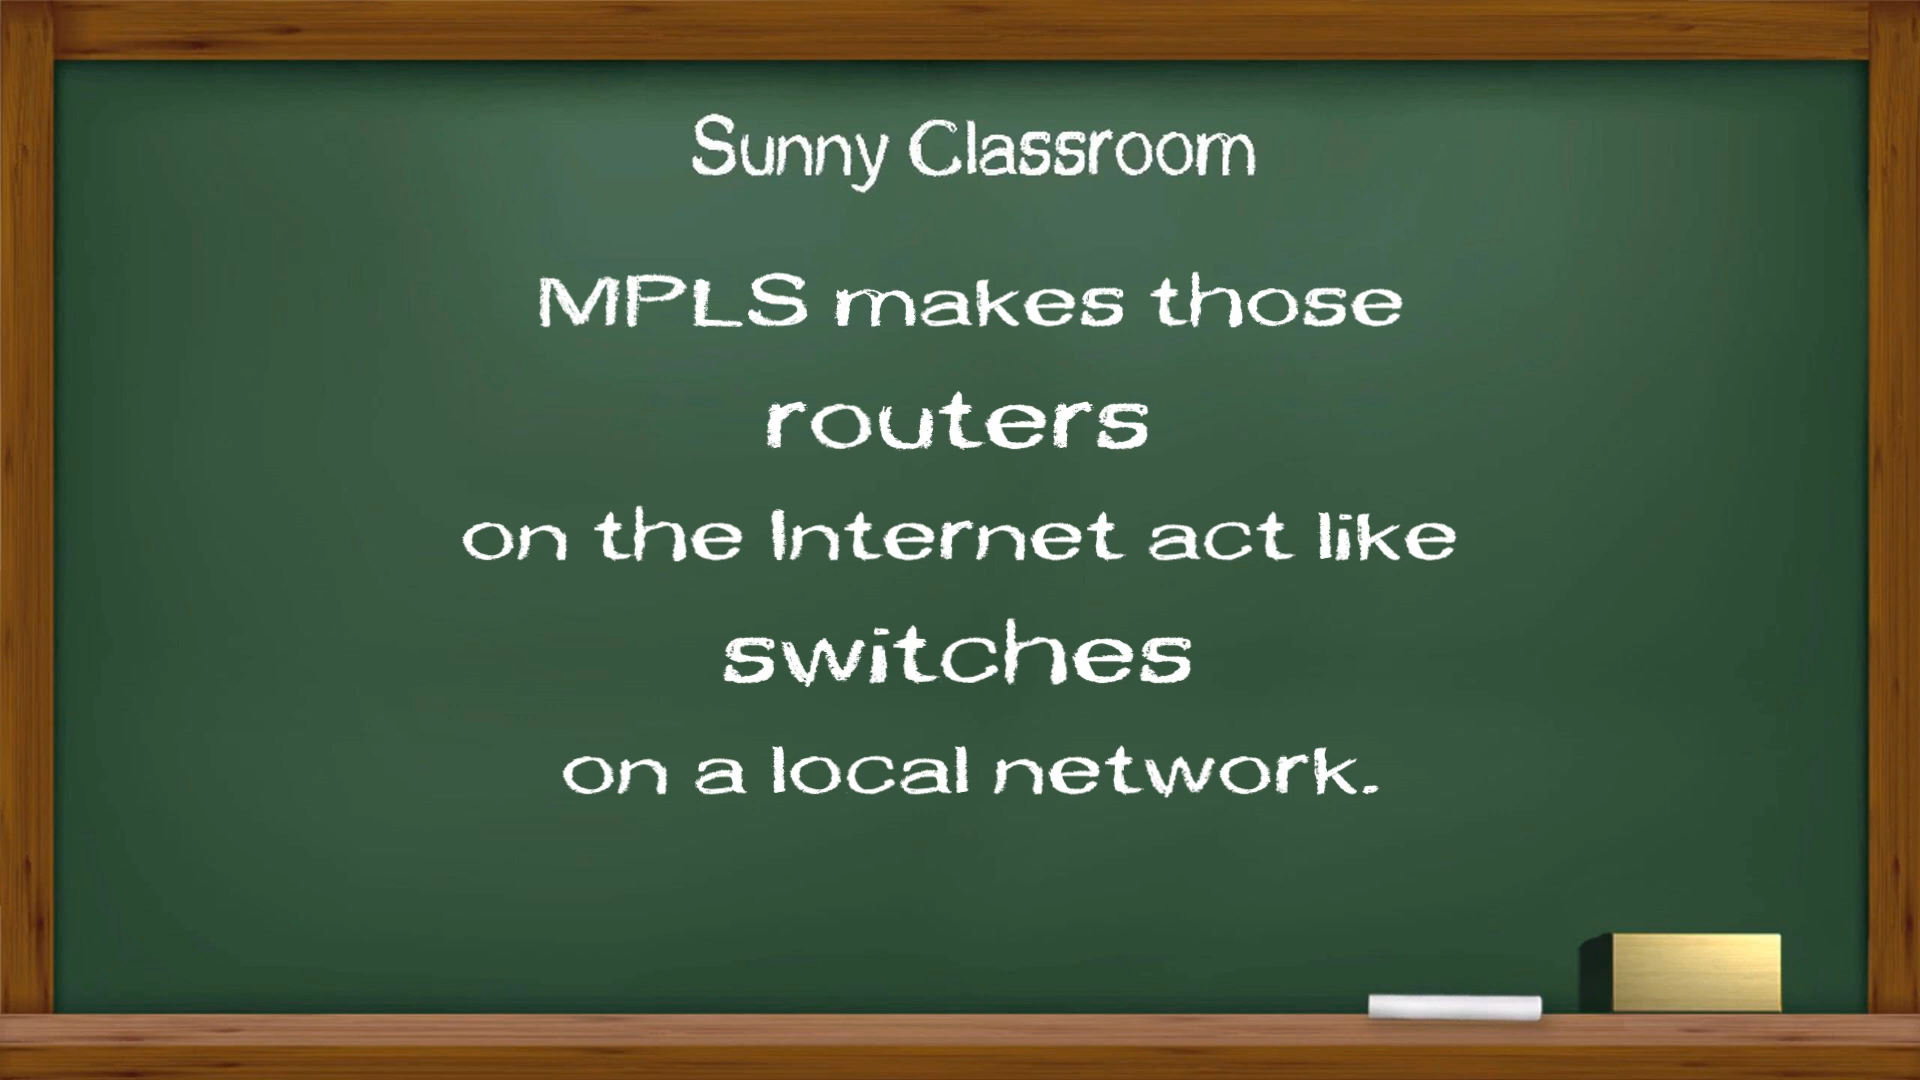 Sunny Classroom
MPLS makes those
routers
on the Internet act like
switches
on a local network.